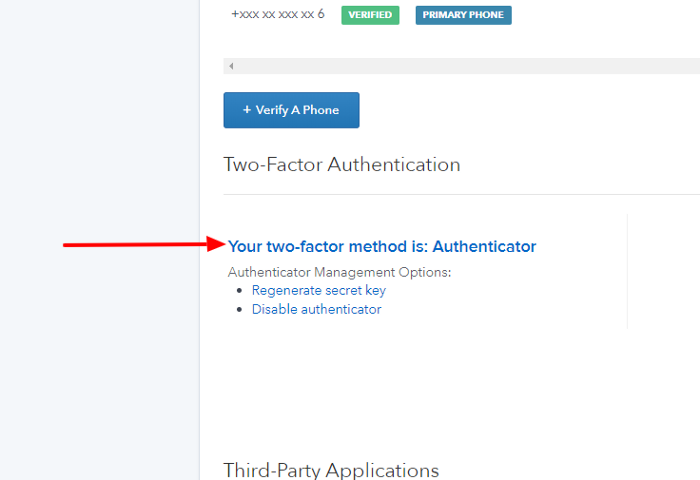 +xxx xx xxx xx 6 VERIFIED PRIMARY PHONE
+ Verify A Phone
Two-Factor Authentication
Your two-factor method is: Authenticator
Authenticator Management Options:
• Regenerate secret key
• Disable authenticator
Third-Party Applications